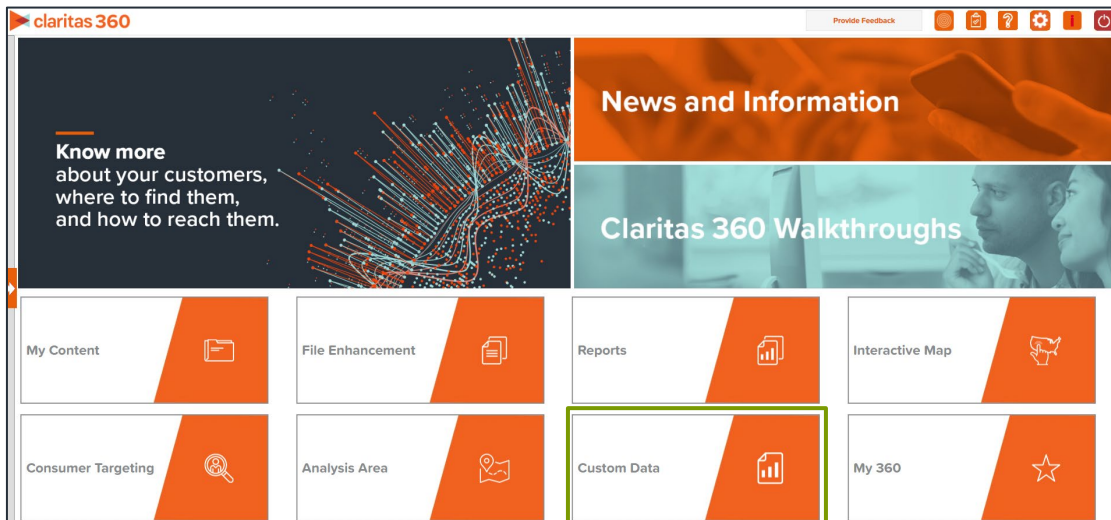 claritas 360
Provide Feedback
Know more
about your customers,
where to find them,
and how to reach them.
News and Information
Claritas 360 Walkthroughs
My Content
File Enhancement
Reports
Interactive Map
Consumer Targeting
Analysis Area
Custom Data
My 360